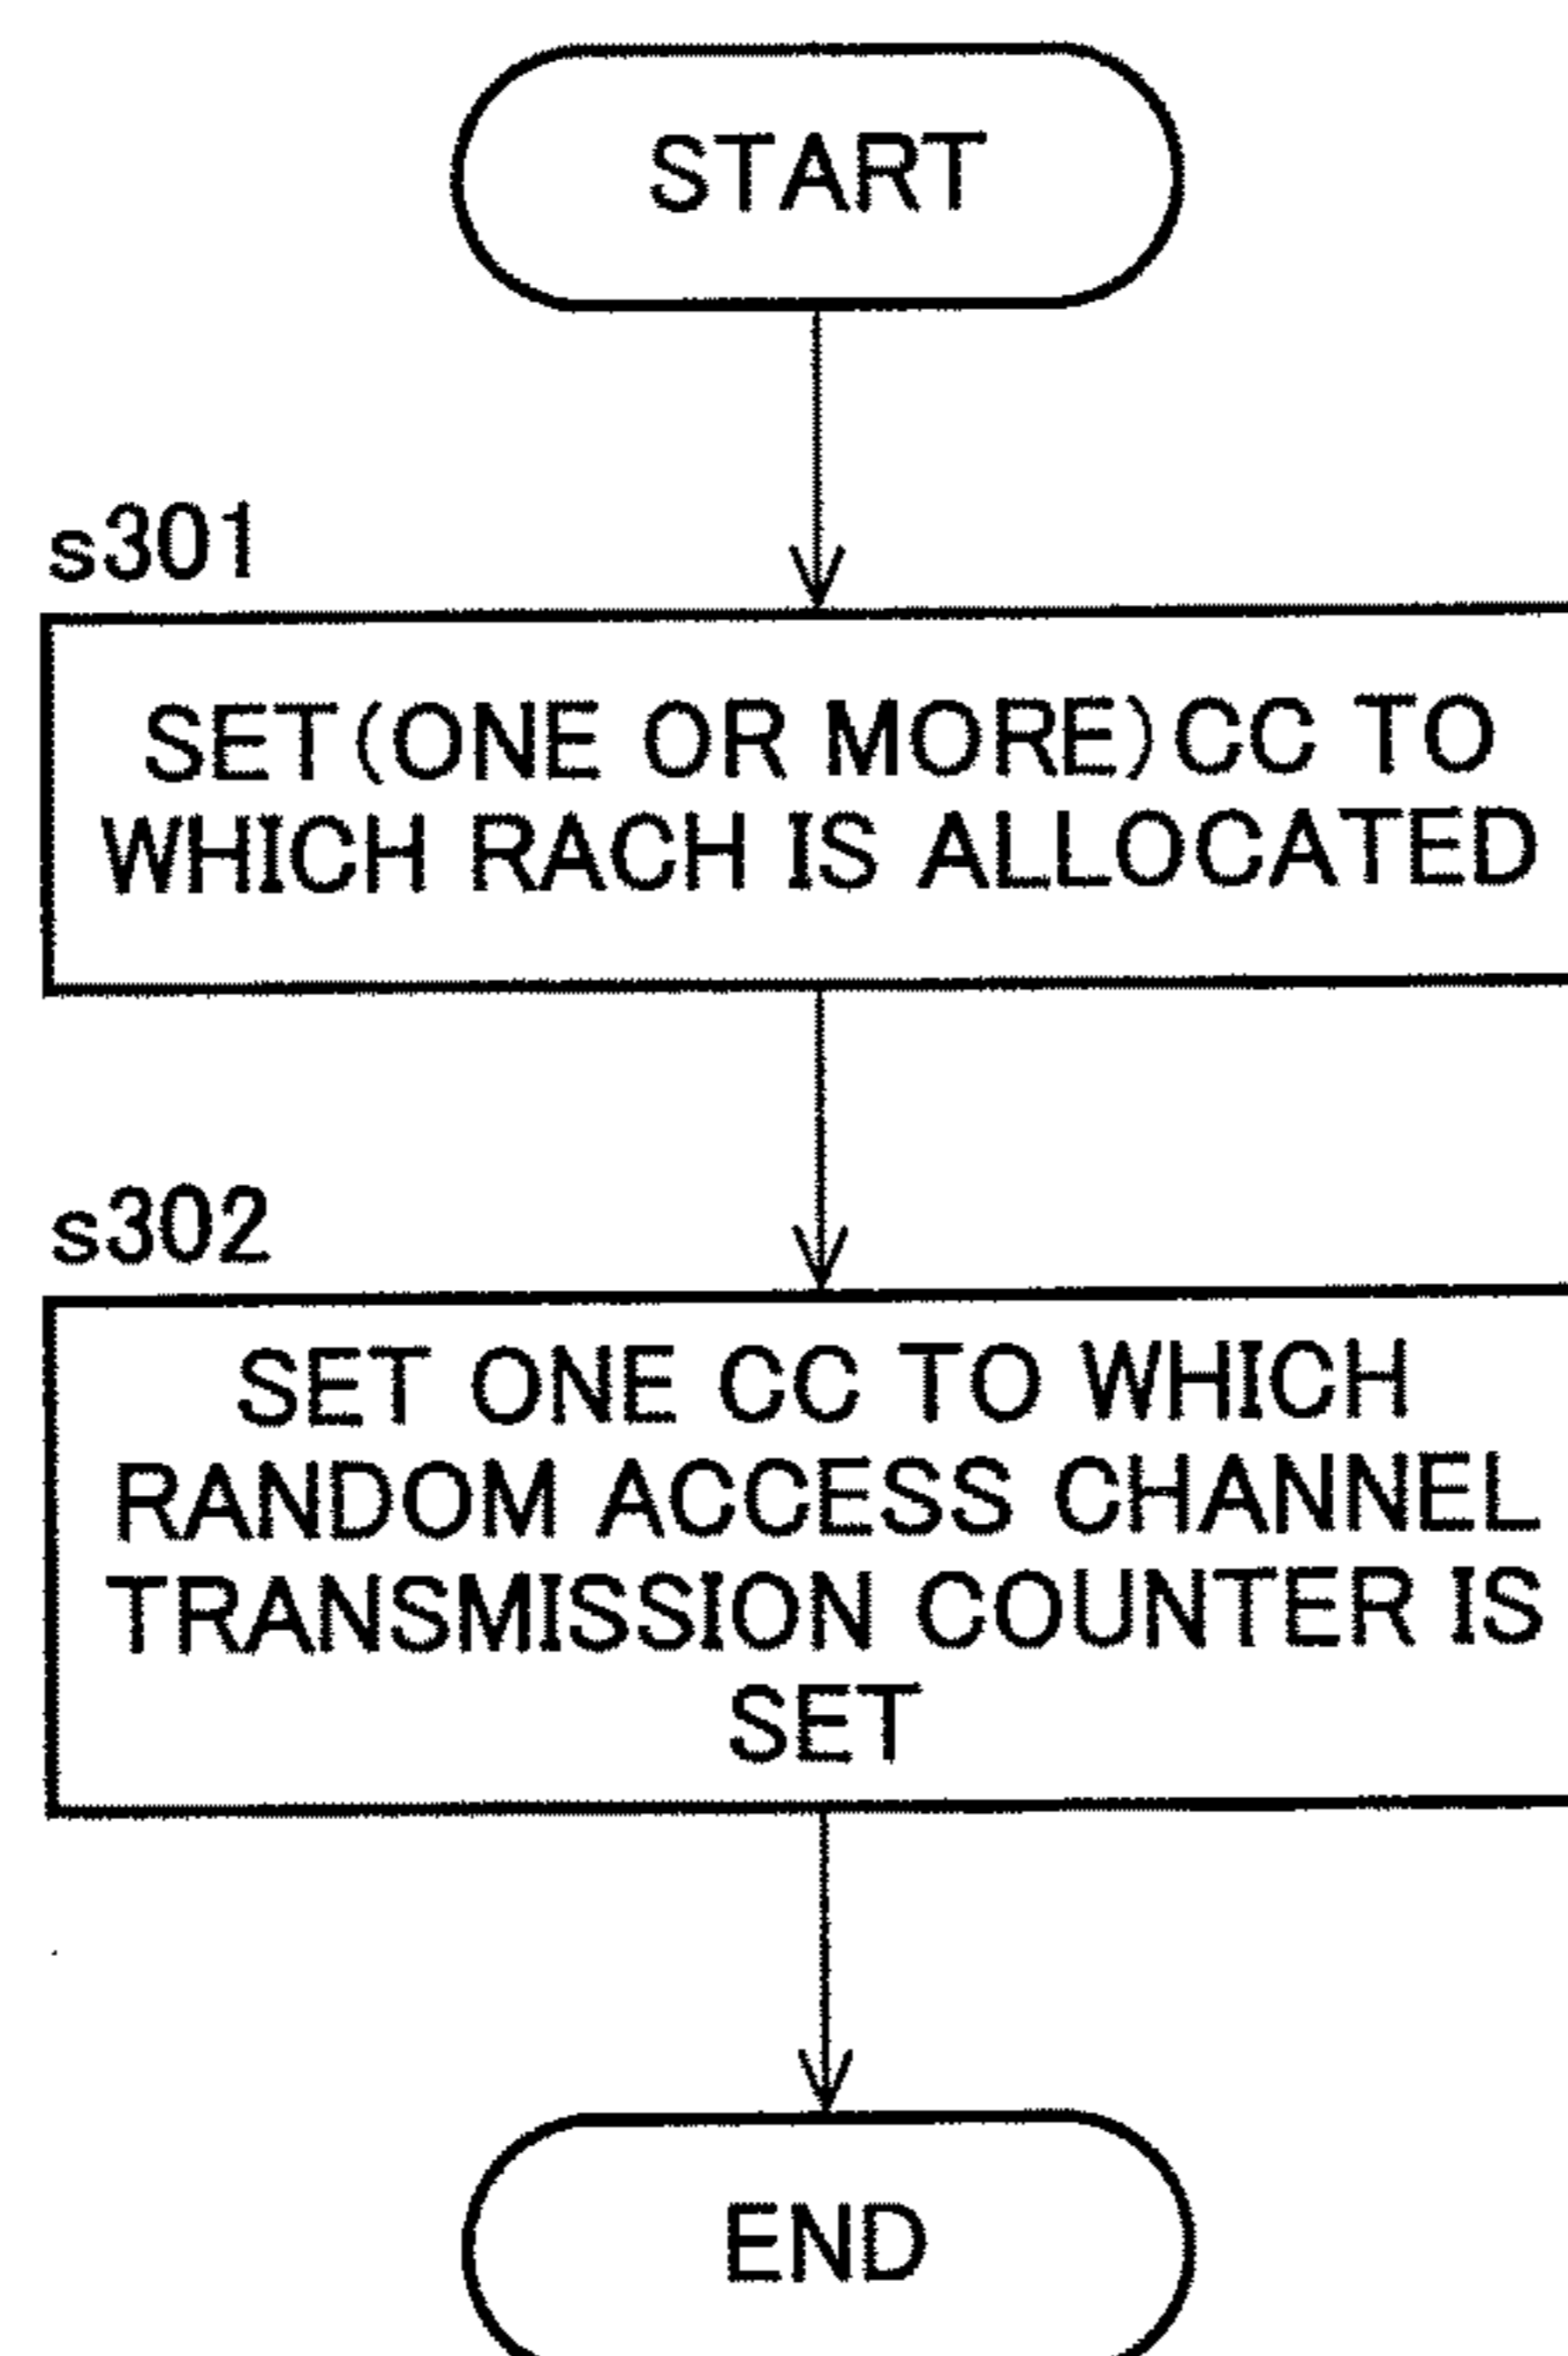 START
s301
SET(ONE OR MORE)CC TO
WHICH RACH IS ALLOCATED
s302
SET ONE CC TO WHICH
RANDOM ACCESS CHANNEL
TRANSMISSION COUNTER IS
SET
END